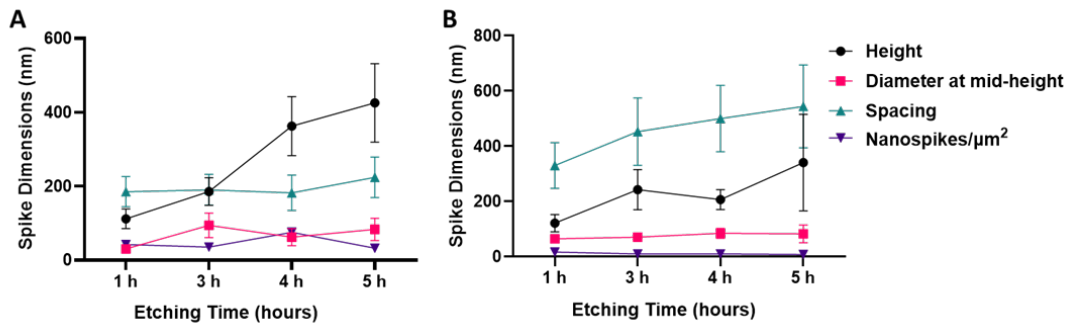 A
Spike Dimensions (nm)
600
400
200
0
1 h 3 h 4 h 5 h
Etching Time (hours)
B
Spike Dimensions (nm)
800
600
400
200
0
1 h 3 h 4 h 5 h
Etching Time (hours)
Height
Diameter at mid-height
Spacing
Nanospikes/µm²